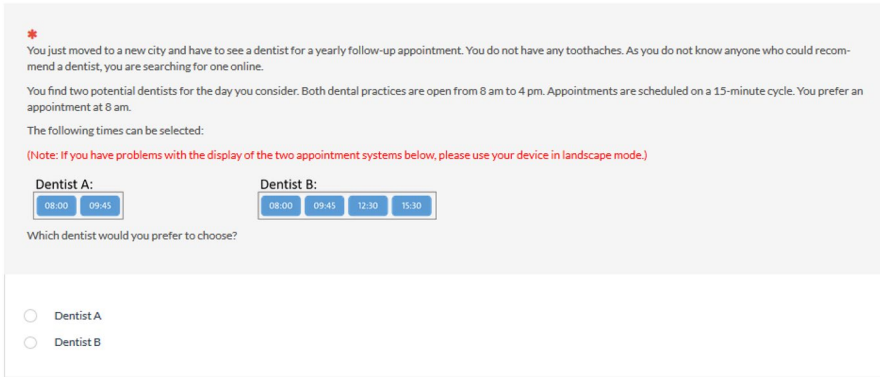 *
You just moved to a new city and have to see a dentist for a yearly follow-up appointment. You do not have any toothaches. As you do not know anyone who could recom-
mend a dentist, you are searching for one online.
You find two potential dentists for the day you consider. Both dental practices are open from 8 am to 4 pm. Appointments are scheduled on a 15-minute cycle. You prefer an
appointment at 8 am.
The following times can be selected:
(Note: If you have problems with the display of the two appointment systems below, please use your device in landscape mode.)
Dentist A: Dentist B:
08:00 09:45 08:00 09:45 12:30 15:30
Which dentist would you prefer to choose?
Dentist A
Dentist B